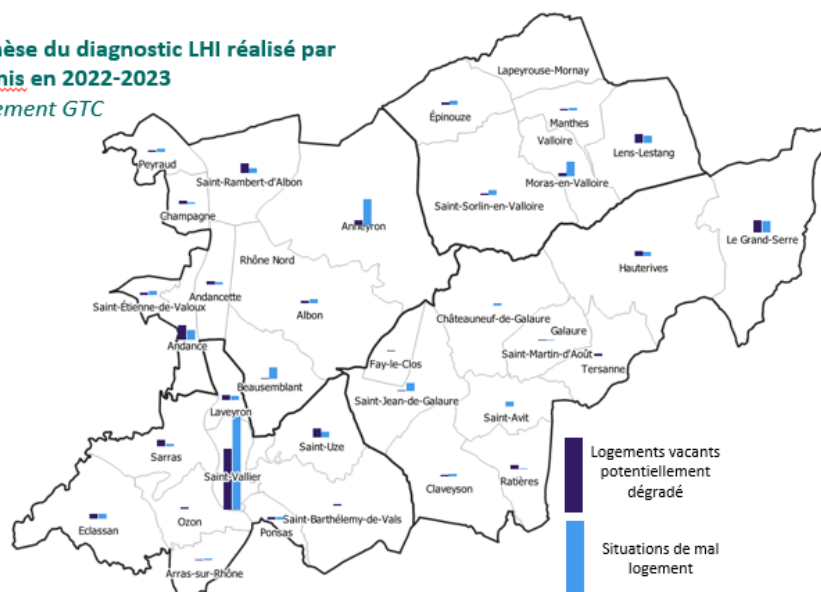 hèse du diagnostic LHI réalisé par
nis en 2022-2023
ement GTC
Lapeyrouse-Mornay
Épinouze
Manthes
Valloire
Lens-Lestang
Peyraud
Saint-Rambert-d'Albon
Moras-en-Valloire
Champagne
Saint-Sorlin-en-Valloire
Anneyron
Le Grand-Serre
Rhône Nord
Hauterives
Andancette
Saint-Étienne-de-Valoux
Albon
Châteauneuf-de-Galaure
Galaure
Andance
Saint-Martin-d'Août
Fay-le-Clos
Tersanne
Beausemblant
Saint-Jean-de-Galaure
Laveyron
Saint-Avit
Saint-Uze
Sarras
Saint-Vallier
Claveyson
Ratières
Logements vacants
potentiellement
dégradé
Ozon
Saint-Barthélemy-de-Vals
Eclassan
Ponsas
Situations de mal
logement
Arras-sur-Rhône